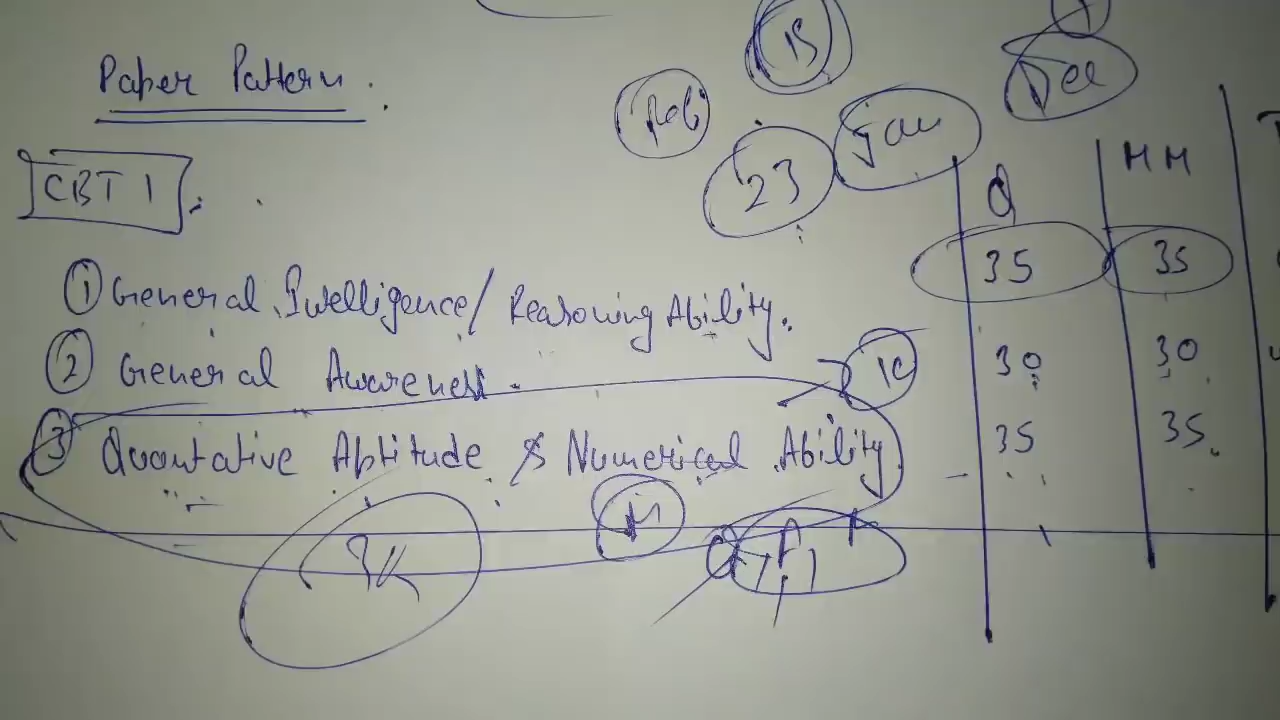 Paper Pattern.
15
Dec
Feb
23
Jan
CBT 1
Q
MM
① General Intelligence/Reasoning Ability.
35
35
② General Awareness.
30
30
③ Quantative Aptitude & Numerical Ability
35
35